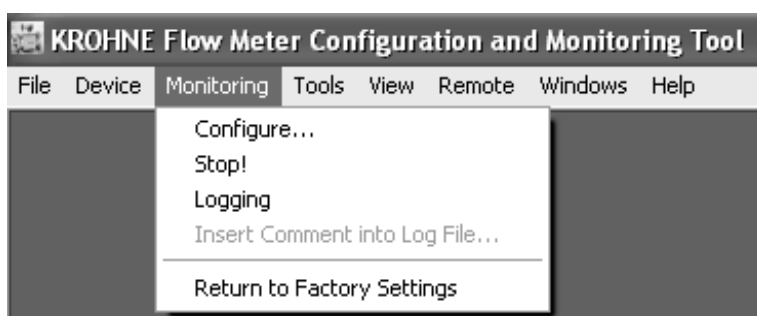 KROHNE Flow Meter Configuration and Monitoring Tool
File Device Monitoring Tools View Remote Windows Help
Configure...
Stop!
Logging
Insert Comment into Log File...
Return to Factory Settings